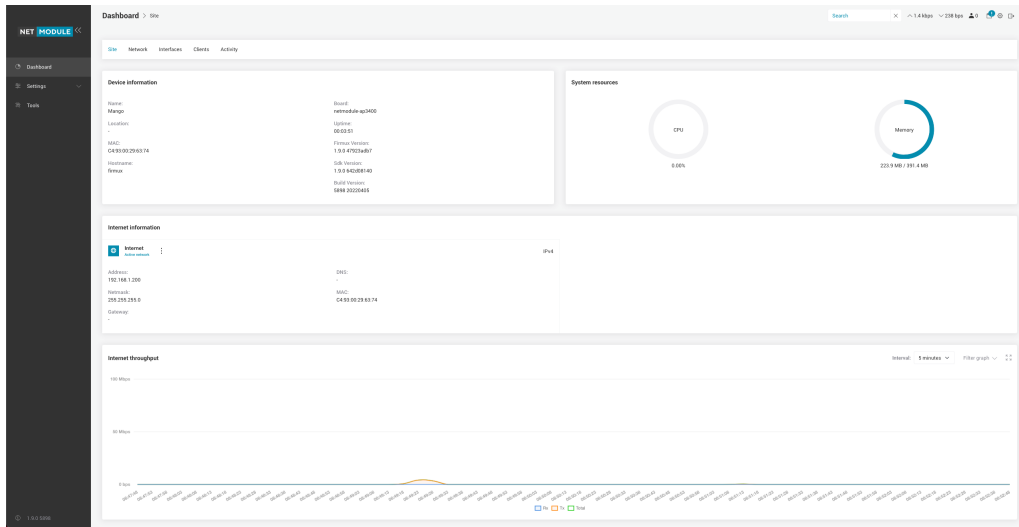 NET MODULE
Dashboard
Settings
Tools
1.9.0 5898
Dashboard > Site
Search
1.4 kbps
238 bps
0
Site Network Interfaces Clients Activity
Device information
Name:
Mango
Location:
-
MAC:
C4:93:00:29:63:74
Hostname:
firmux
Board:
netmodule-ap3400
Uptime:
00:03:51
Firmux Version:
1.9.0 47923adb7
Sdk Version:
1.9.0 642d08140
Build Version:
5898 20220405
System resources
CPU
0.00%
Memory
223.9 MB / 391.4 MB
Internet information
Internet
Active network
IPv4
Address:
192.168.1.200
Netmask:
255.255.255.0
Gateway:
-
DNS:
-
MAC:
C4:93:00:29:63:74
Internet throughput
Interval: 5 minutes
Filter graph
100 Mbps
50 Mbps
0 bps
Rx Tx Total